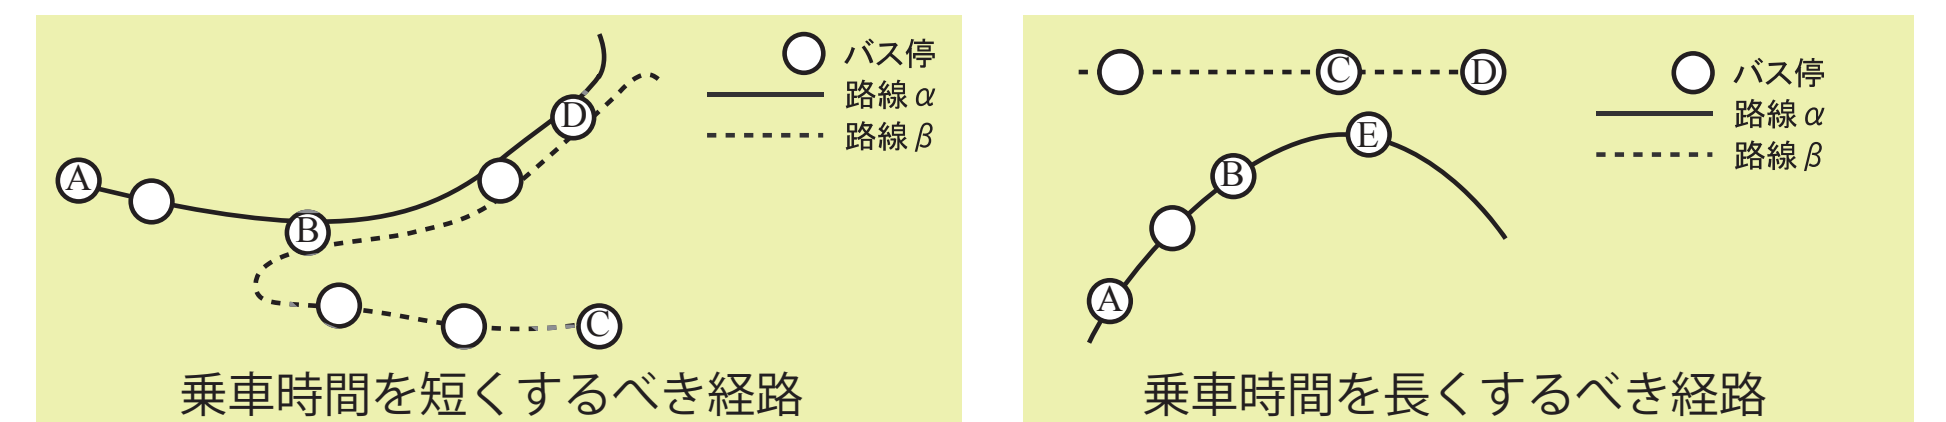 バス停
路線 α
路線 β
A
B
D
C
乗車時間を短くするべき経路
C
D
バス停
路線 α
路線 β
E
B
A
乗車時間を長くするべき経路